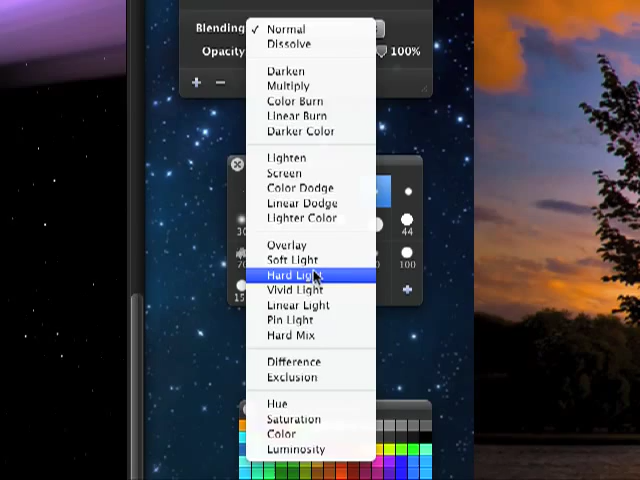 Blending
✓ Normal
Dissolve
Opacity
100%
Darken
Multiply
Color Burn
Linear Burn
Darker Color
Lighten
Screen
Color Dodge
Linear Dodge
Lighter Color
44
Overlay
Soft Light
100
Hard Light
Vivid Light
Linear Light
Pin Light
Hard Mix
Difference
Exclusion
Hue
Saturation
Color
Luminosity